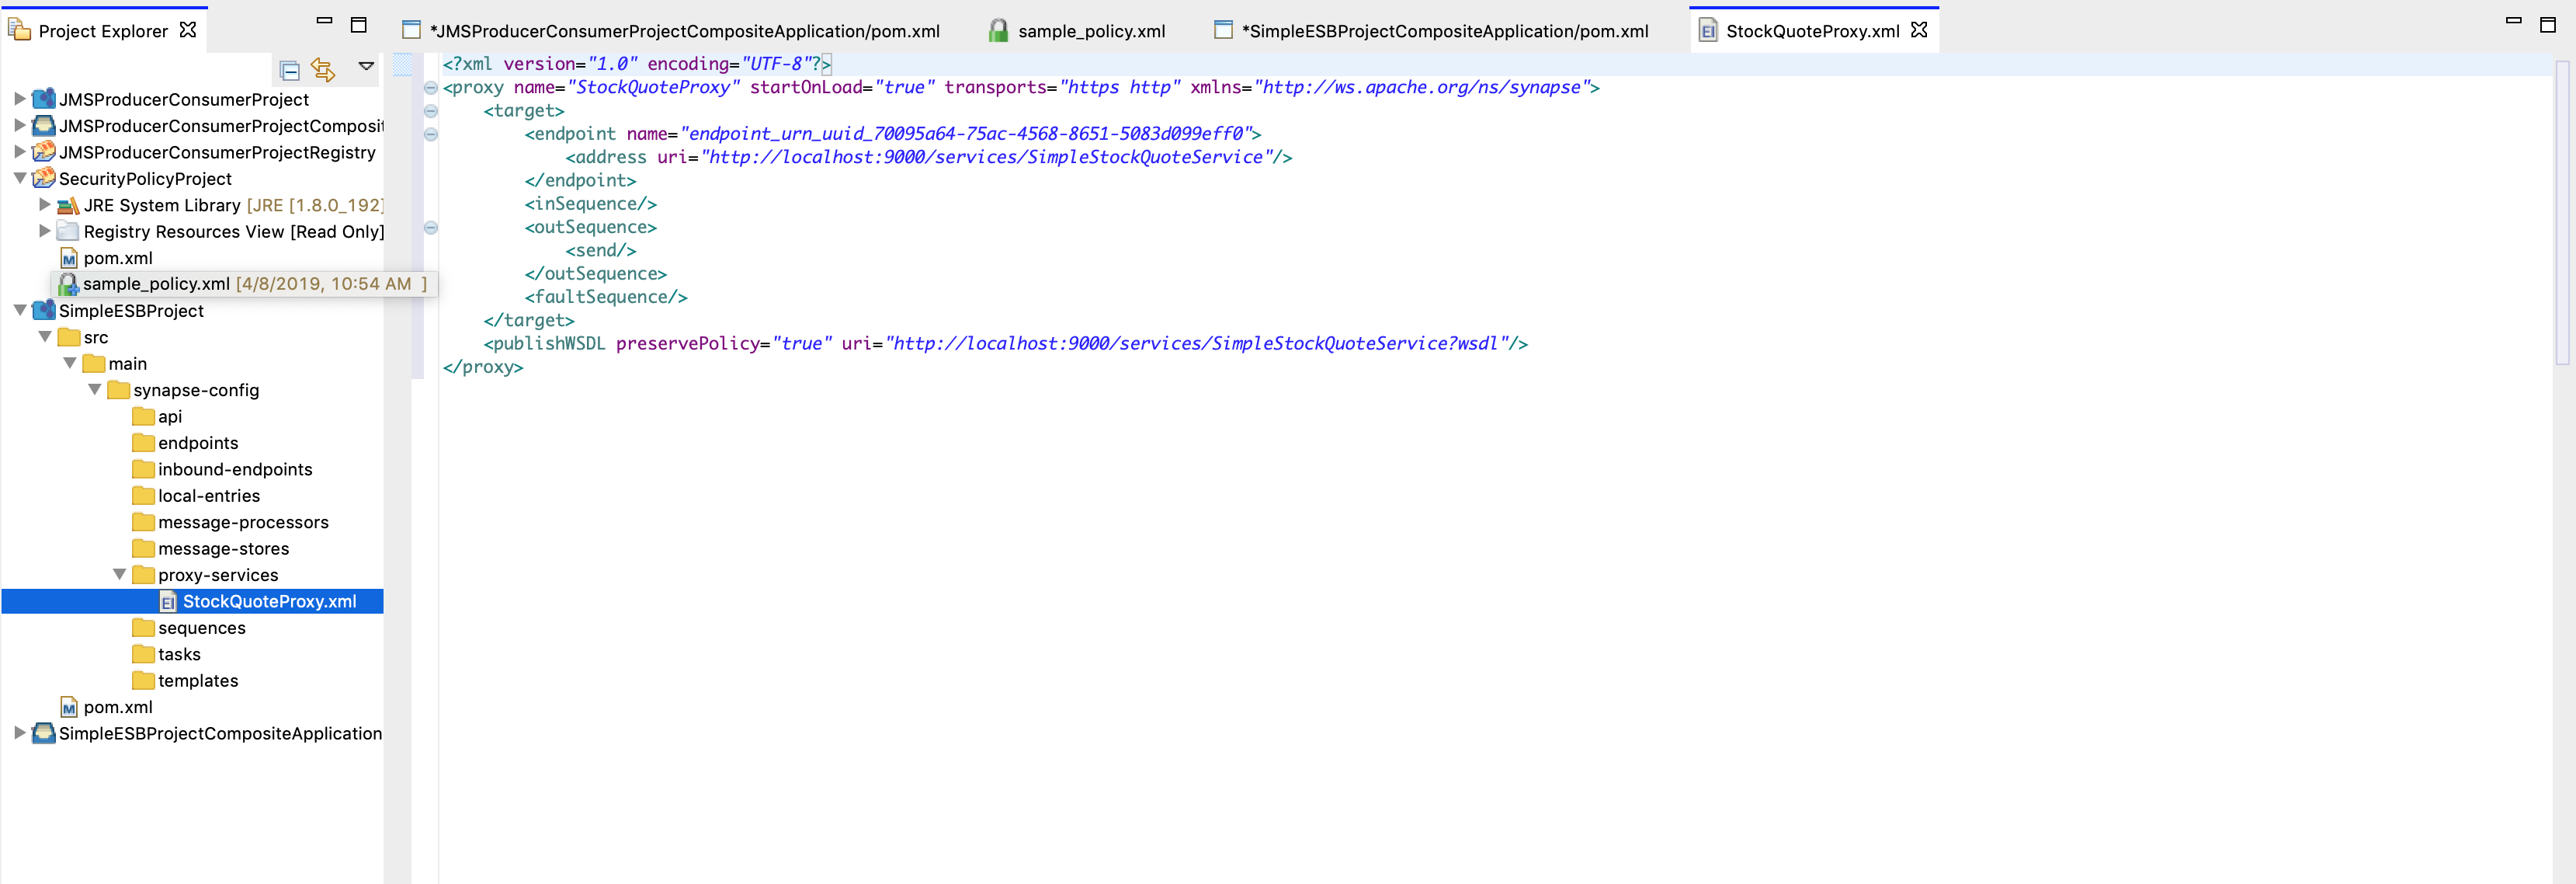 Project Explorer
*JMSProducerConsumerProjectCompositeApplication/pom.xml
sample_policy.xml
*SimpleESBProjectCompositeApplication/pom.xml
StockQuoteProxy.xml
JMSProducerConsumerProject
JMSProducerConsumerProjectComposit
JMSProducerConsumerProjectRegistry
SecurityPolicyProject
JRE System Library [JRE [1.8.0_192]
Registry Resources View [Read Only]
pom.xml
sample_policy.xml [4/8/2019, 10:54 AM ]
SimpleESBProject
src
main
synapse-config
api
endpoints
inbound-endpoints
local-entries
message-processors
message-stores
proxy-services
StockQuoteProxy.xml
sequences
tasks
templates
pom.xml
SimpleESBProjectCompositeApplication
<?xml version="1.0" encoding="UTF-8"?>
<proxy name="StockQuoteProxy" startOnLoad="true" transports="https http" xmlns="http://ws.apache.org/ns/synapse">
<target>
<endpoint name="endpoint_urn_uuid_70095a64-75ac-4568-8651-5083d099eff0">
<address uri="http://localhost:9000/services/SimpleStockQuoteService"/>
</endpoint>
<inSequence/>
<outSequence>
<send/>
</outSequence>
<faultSequence/>
</target>
<publishWSDL preservePolicy="true" uri="http://localhost:9000/services/SimpleStockQuoteService?wsdl"/>
</proxy>